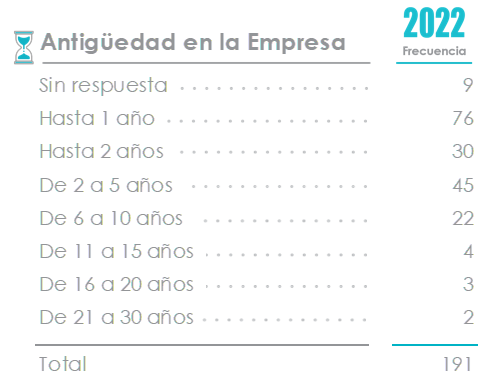 2022
Antigüedad en la Empresa
Frecuencia
Sin respuesta 9
Hasta 1 año 76
Hasta 2 años 30
De 2 a 5 años 45
De 6 a 10 años 22
De 11 a 15 años 4
De 16 a 20 años 3
De 21 a 30 años 2
Total 191